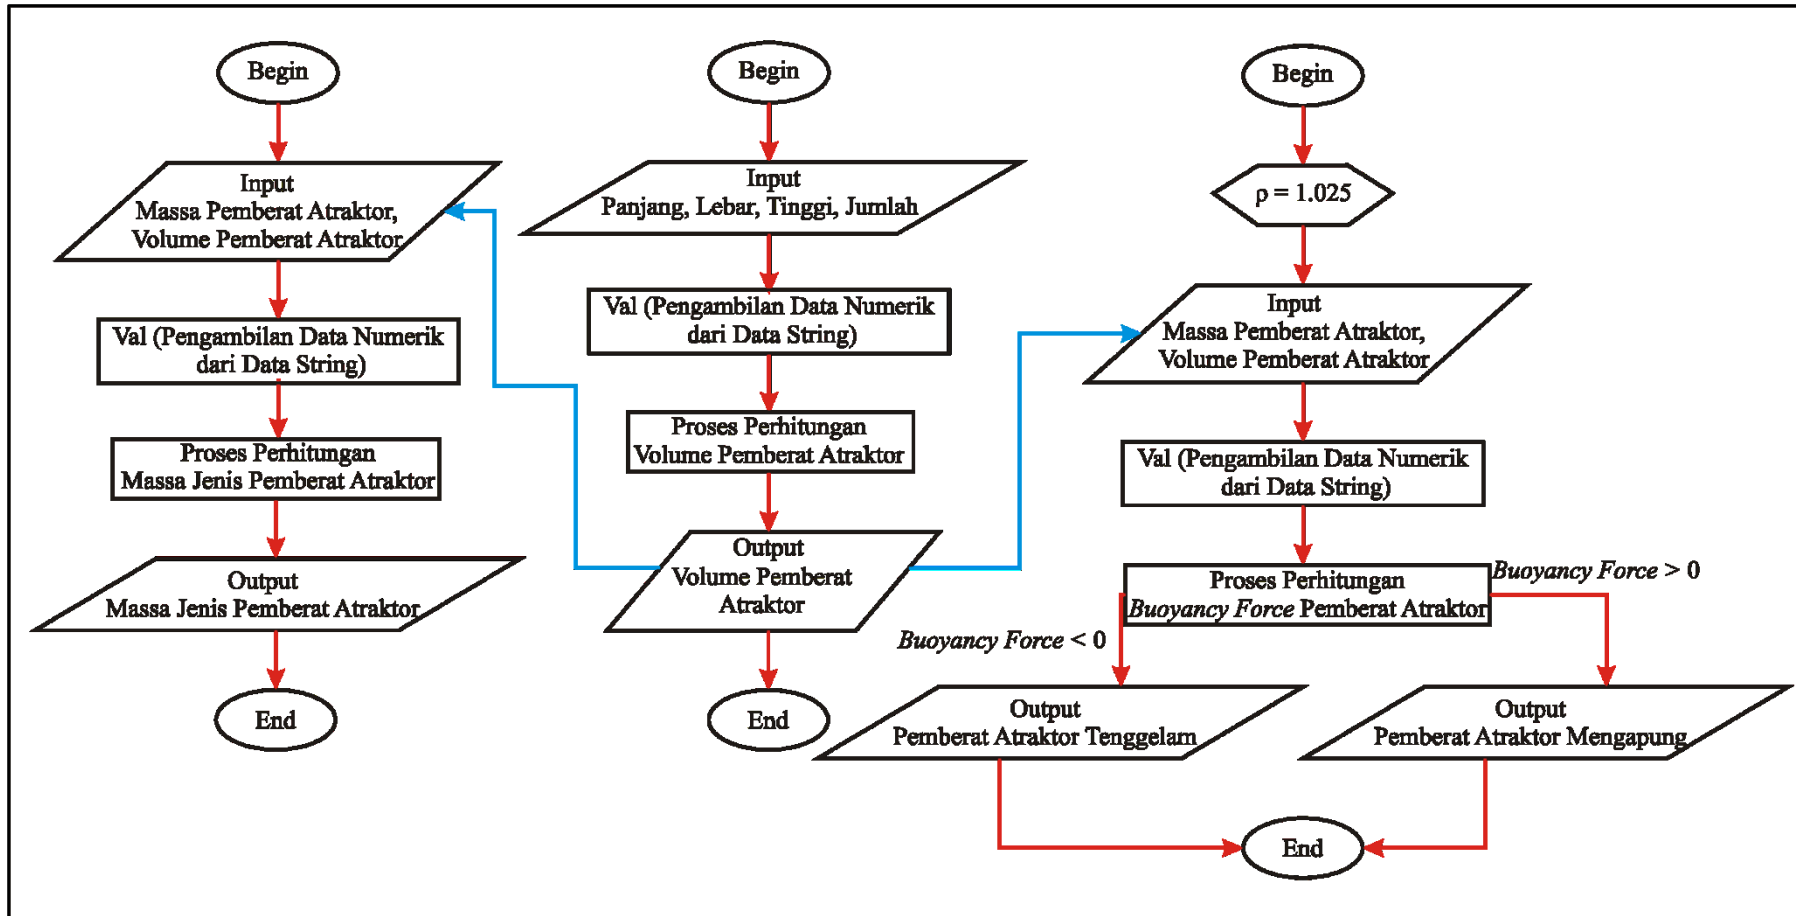 Begin
Input
Massa Pemberat Atraktor,
Volume Pemberat Atraktor
Val (Pengambilan Data Numerik
dari Data String)
Proses Perhitungan
Massa Jenis Pemberat Atraktor
Output
Massa Jenis Pemberat Atraktor
End
Begin
Input
Panjang, Lebar, Tinggi, Jumlah
Val (Pengambilan Data Numerik
dari Data String)
Proses Perhitungan
Volume Pemberat Atraktor
Output
Volume Pemberat
Atraktor
End
Begin
ρ = 1.025
Input
Massa Pemberat Atraktor,
Volume Pemberat Atraktor
Val (Pengambilan Data Numerik
dari Data String)
Proses Perhitungan
Buoyancy Force Pemberat Atraktor
Buoyancy Force < 0
Buoyancy Force > 0
Output
Pemberat Atraktor Tenggelam
Output
Pemberat Atraktor Mengapung
End